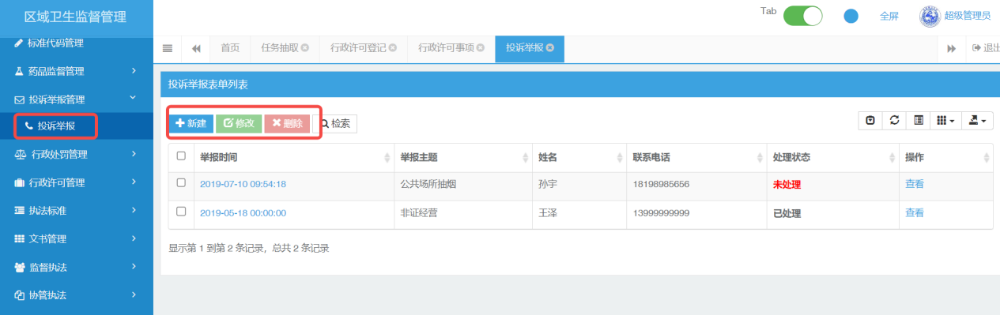 区域卫生监督管理
Tab 全屏 超级管理员
标准代码管理
首页 任务抽取 行政许可登记 行政许可事项 投诉举报 退出
药品监督管理
投诉举报表单列表
投诉举报管理
新建 修改 删除 检索
投诉举报
举报时间 举报主题 姓名 联系电话 处理状态 操作
行政处罚管理
2019-07-10 09:54:18 公共场所抽烟 孙宇 18198985656 未处理 查看
行政许可管理
2019-05-18 00:00:00 非证经营 王泽 13999999999 已处理 查看
执法标准
文书管理
显示第 1 到第 2 条记录，总共 2 条记录
监督执法
协管执法